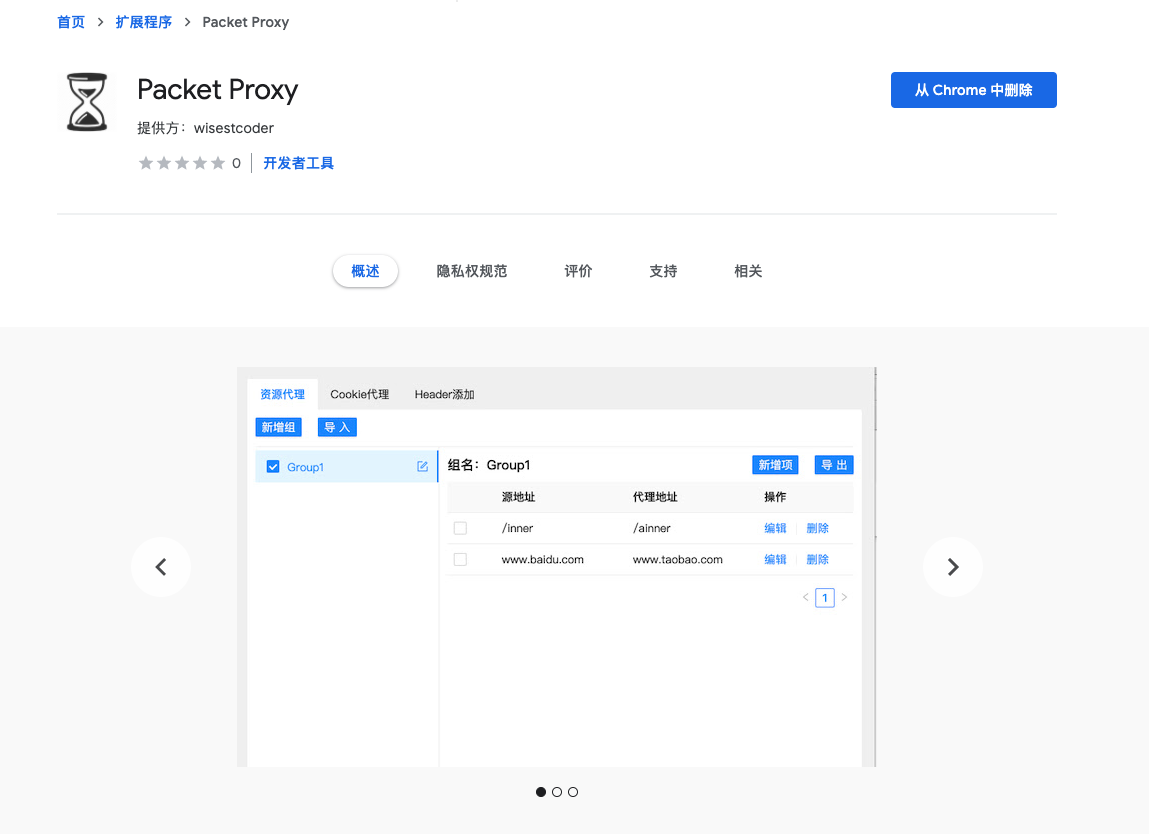 首页 > 扩展程序 > Packet Proxy
Packet Proxy
从 Chrome 中删除
提供方：wisestcoder
0 开发者工具
概述 隐私权规范 评价 支持 相关
资源代理 Cookie代理 Header添加
新增组 导 入
Group1
组名：Group1 新增项 导 出
源地址 代理地址 操作
/inner /ainner 编辑 删除
www.baidu.com www.taobao.com 编辑 删除
< 1 >